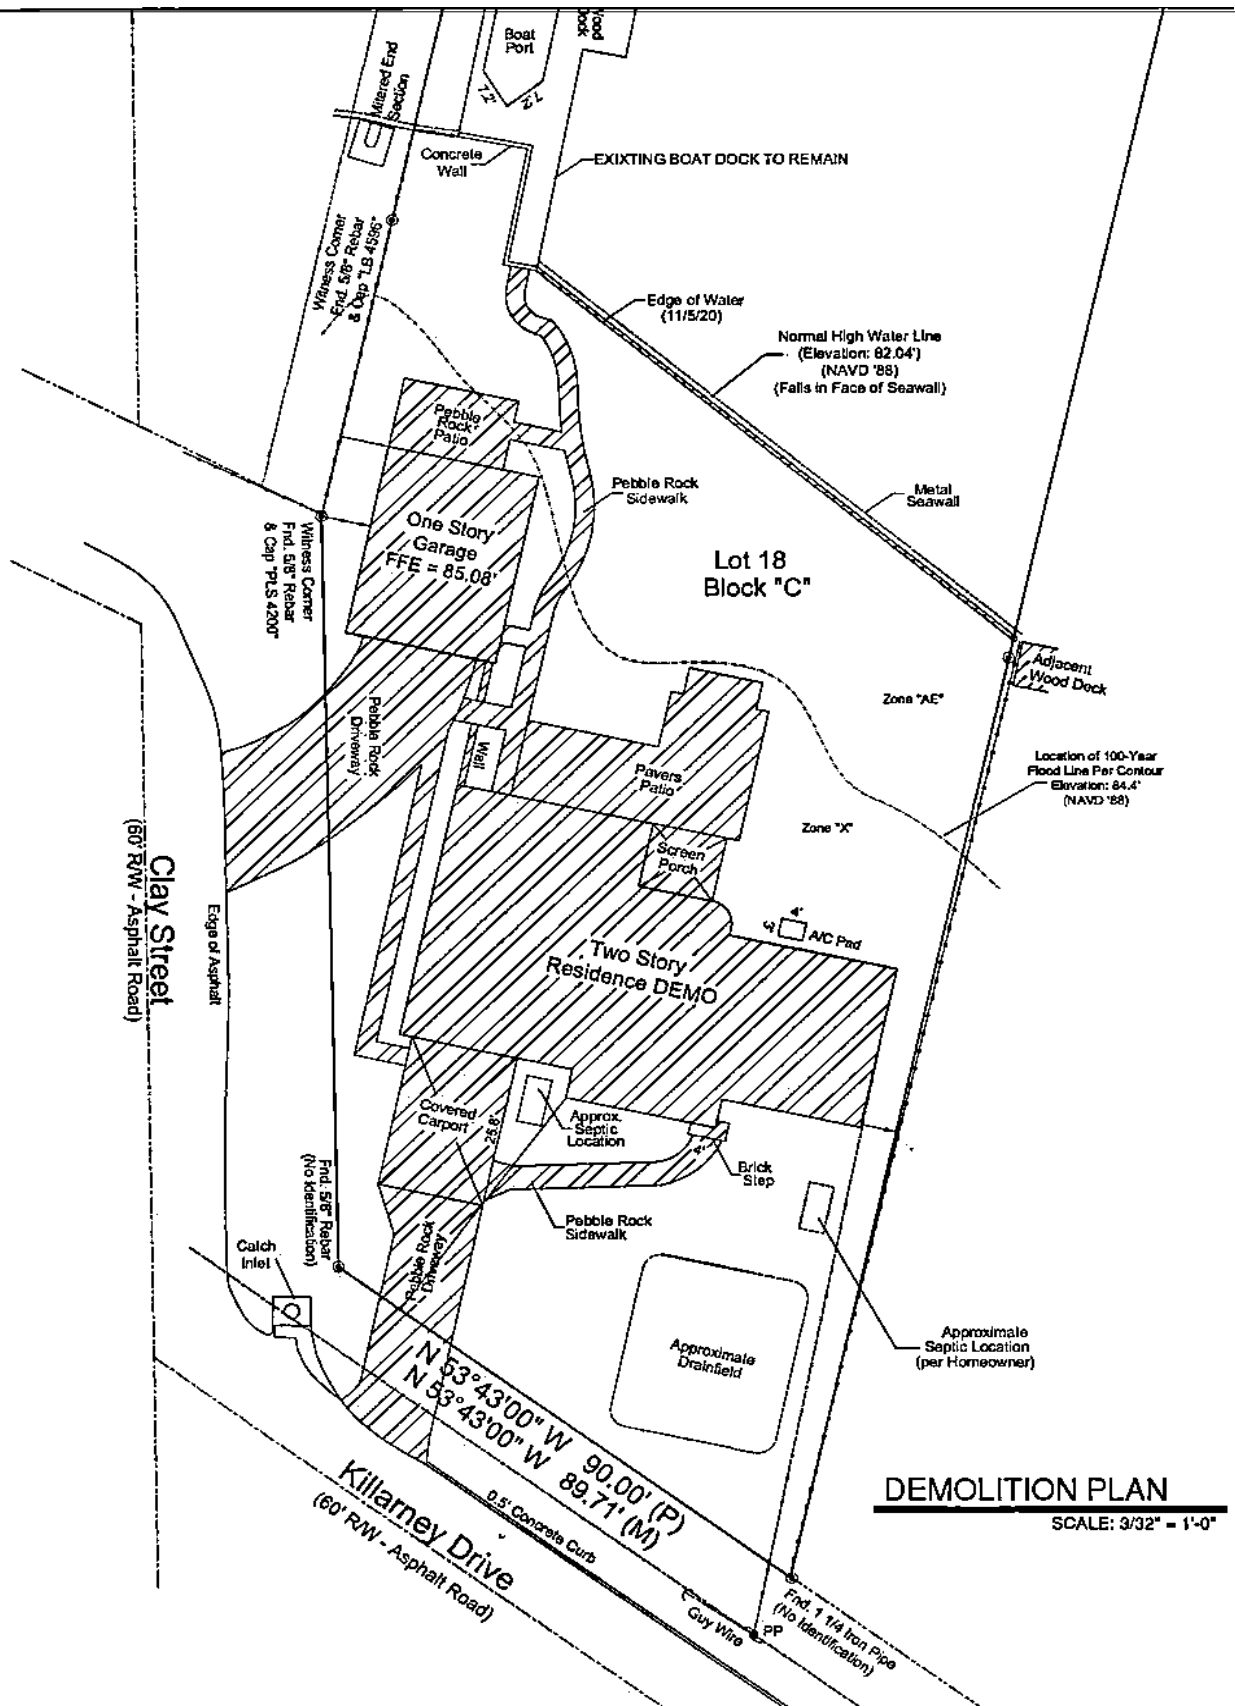 Boat
Port
Wood
Dock
7.2'
7.2'
Mitered End
Section
Concrete
Wall
EXIXTING BOAT DOCK TO REMAIN
Witness Corner
Fnd. 5/8" Rebar
& Cap "LB 4596"
Edge of Water
(11/5/20)
Normal High Water Line
(Elevation: 82.04')
(NAVD '88)
(Falls in Face of Seawall)
Pebble
Rock
Patio
Pebble Rock
Sidewalk
Metal
Seawall
One Story
Garage
FFE = 85.08'
Witness Corner
Fnd. 5/8" Rebar
& Cap "PLS 4200"
Lot 18
Block "C"
Adjacent
Wood Dock
Zone "AE"
Pebble Rock
Driveway
Wall
Pavers
Patio
Location of 100-Year
Flood Line Per Contour
Elevation: 84.4'
(NAVD '88)
Zone "X"
Screen
Porch
Clay Street
(60' R/W - Asphalt Road)
Edge of Asphalt
4'
3'
A/C Pad
Two Story
Residence DEMO
Covered
Carport
25.8'
Approx.
Septic
Location
4'
Brick
Step
Pebble Rock
Sidewalk
Fnd. 5/8" Rebar
(No Identification)
Catch
Inlet
Pebble Rock
Driveway
Approximate
Septic Location
(per Homeowner)
Approximate
Drainfield
N 53°43'00" W 90.00' (P)
N 53°43'00" W 89.71' (M)
DEMOLITION PLAN
SCALE: 3/32" = 1'-0"
Killarney Drive
(60' R/W - Asphalt Road)
0.5' Concrete Curb
Guy Wire
PP
Fnd. 1 1/4 Iron Pipe
(No Identification)